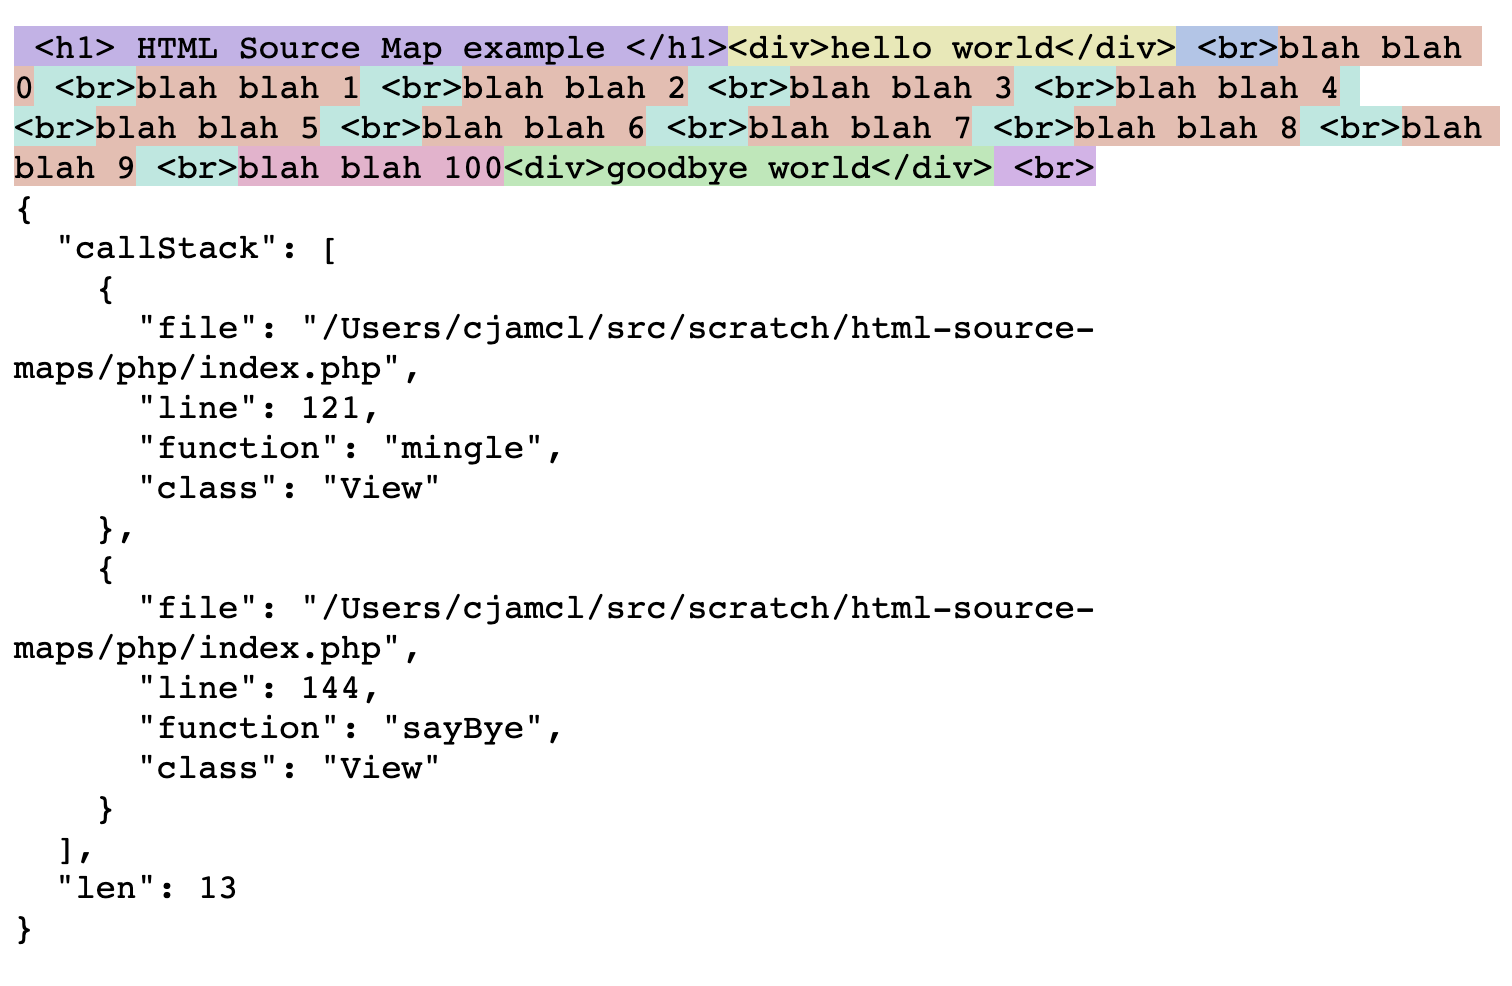 <h1> HTML Source Map example </h1><div>hello world</div> <br>blah blah
0 <br>blah blah 1 <br>blah blah 2 <br>blah blah 3 <br>blah blah 4
<br>blah blah 5 <br>blah blah 6 <br>blah blah 7 <br>blah blah 8 <br>blah
blah 9 <br>blah blah 100<div>goodbye world</div> <br>
{
  "callStack": [
    {
      "file": "/Users/cjamcl/src/scratch/html-source-
maps/php/index.php",
      "line": 121,
      "function": "mingle",
      "class": "View"
    },
    {
      "file": "/Users/cjamcl/src/scratch/html-source-
maps/php/index.php",
      "line": 144,
      "function": "sayBye",
      "class": "View"
    }
  ],
  "len": 13
}